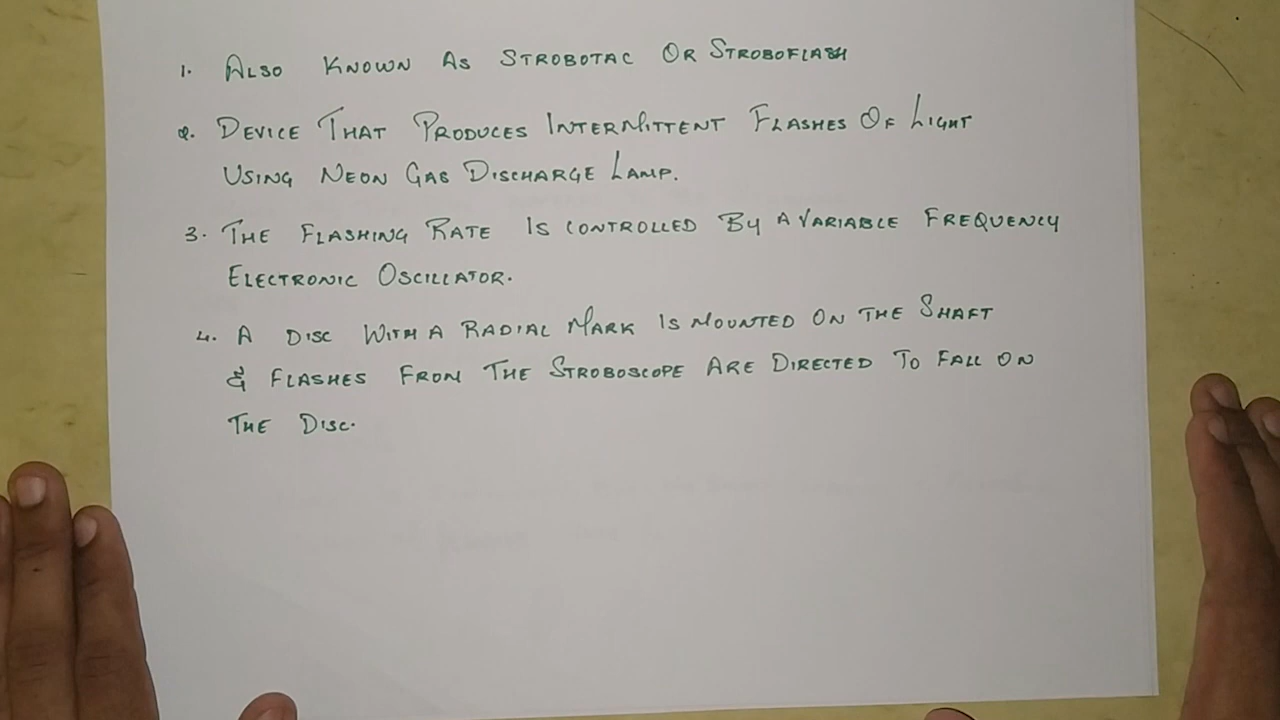 1. ALSO KNOWN AS STROBOTAC OR STROBOFLASH
2. DEVICE THAT PRODUCES INTERMITTENT FLASHES OF LIGHT
USING NEON GAS DISCHARGE LAMP.
3. THE FLASHING RATE IS CONTROLLED BY A VARIABLE FREQUENCY
ELECTRONIC OSCILLATOR.
4. A DISC WITH A RADIAL MARK IS MOUNTED ON THE SHAFT
& FLASHES FROM THE STROBOSCOPE ARE DIRECTED TO FALL ON
THE DISC.